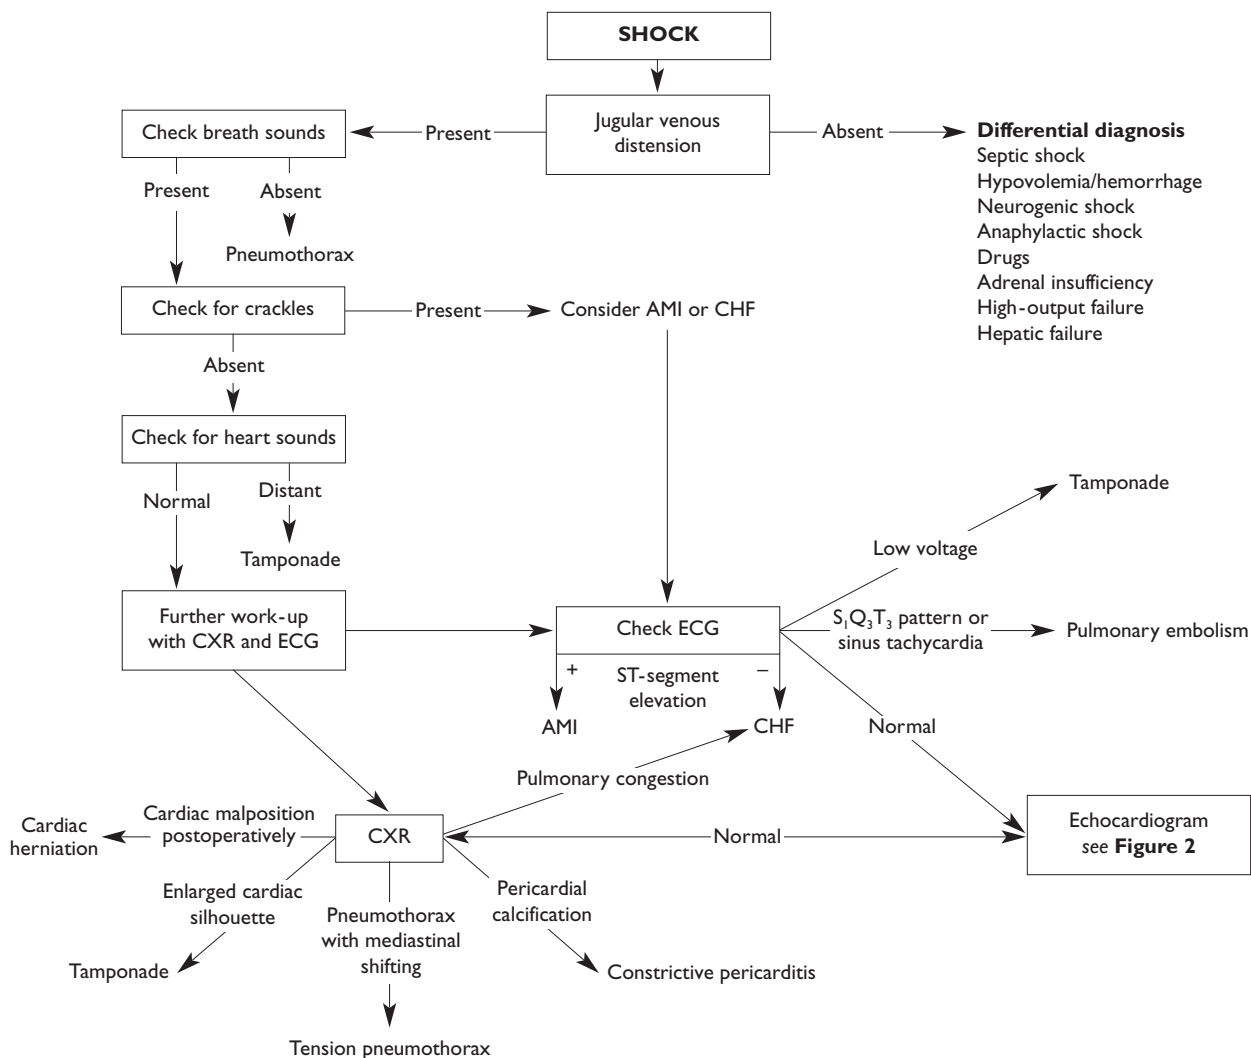 SHOCK
Jugular venous
distension
Present
Absent
Check breath sounds
Differential diagnosis
Septic shock
Hypovolemia/hemorrhage
Neurogenic shock
Anaphylactic shock
Drugs
Adrenal insufficiency
High-output failure
Hepatic failure
Present
Absent
Pneumothorax
Check for crackles
Present
Consider AMI or CHF
Absent
Check for heart sounds
Normal
Distant
Tamponade
Further work-up
with CXR and ECG
Check ECG
+
ST-segment
elevation
–
AMI
CHF
Low voltage
Tamponade
S₁Q₃T₃ pattern or
sinus tachycardia
Pulmonary embolism
Normal
Pulmonary congestion
CXR
Normal
Echocardiogram
see Figure 2
Cardiac malposition
postoperatively
Cardiac
herniation
Enlarged cardiac
silhouette
Tamponade
Pneumothorax
with mediastinal
shifting
Tension pneumothorax
Pericardial
calcification
Constrictive pericarditis